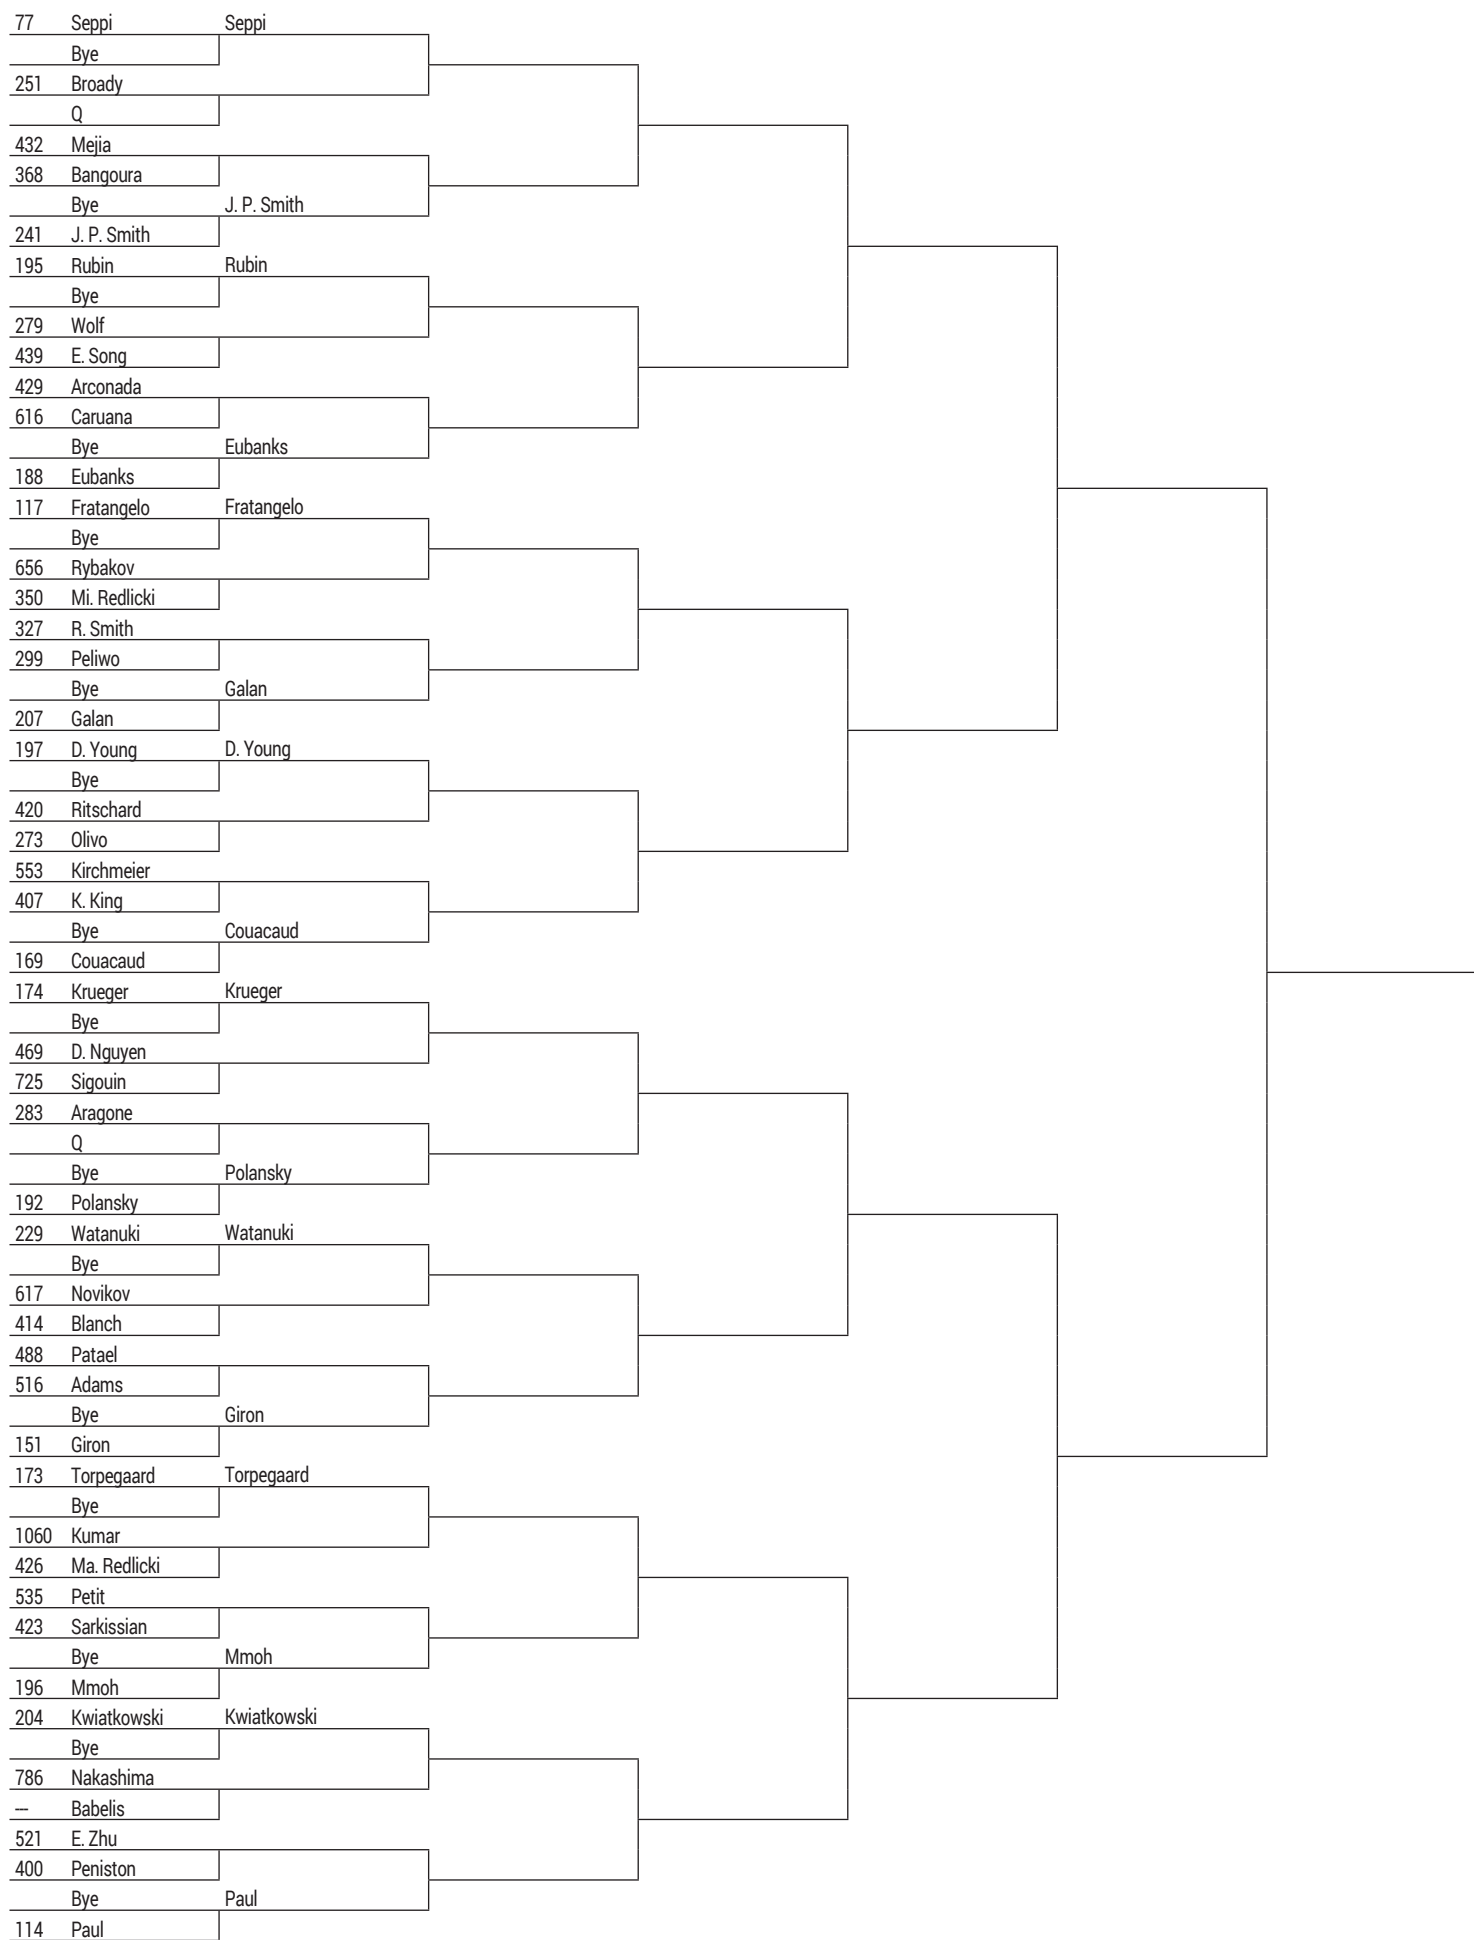 77 Seppi Seppi
Bye
251 Broady
Q
432 Mejia
368 Bangoura
Bye J. P. Smith
241 J. P. Smith
195 Rubin Rubin
Bye
279 Wolf
439 E. Song
429 Arconada
616 Caruana
Bye Eubanks
188 Eubanks
117 Fratangelo Fratangelo
Bye
656 Rybakov
350 Mi. Redlicki
327 R. Smith
299 Peliwo
Bye Galan
207 Galan
197 D. Young D. Young
Bye
420 Ritschard
273 Olivo
553 Kirchmeier
407 K. King
Bye Couacaud
169 Couacaud
174 Krueger Krueger
Bye
469 D. Nguyen
725 Sigouin
283 Aragone
Q
Bye Polansky
192 Polansky
229 Watanuki Watanuki
Bye
617 Novikov
414 Blanch
488 Patael
516 Adams
Bye Giron
151 Giron
173 Torpegaard Torpegaard
Bye
1060 Kumar
426 Ma. Redlicki
535 Petit
423 Sarkissian
Bye Mmoh
196 Mmoh
204 Kwiatkowski Kwiatkowski
Bye
786 Nakashima
--- Babelis
521 E. Zhu
400 Peniston
Bye Paul
114 Paul